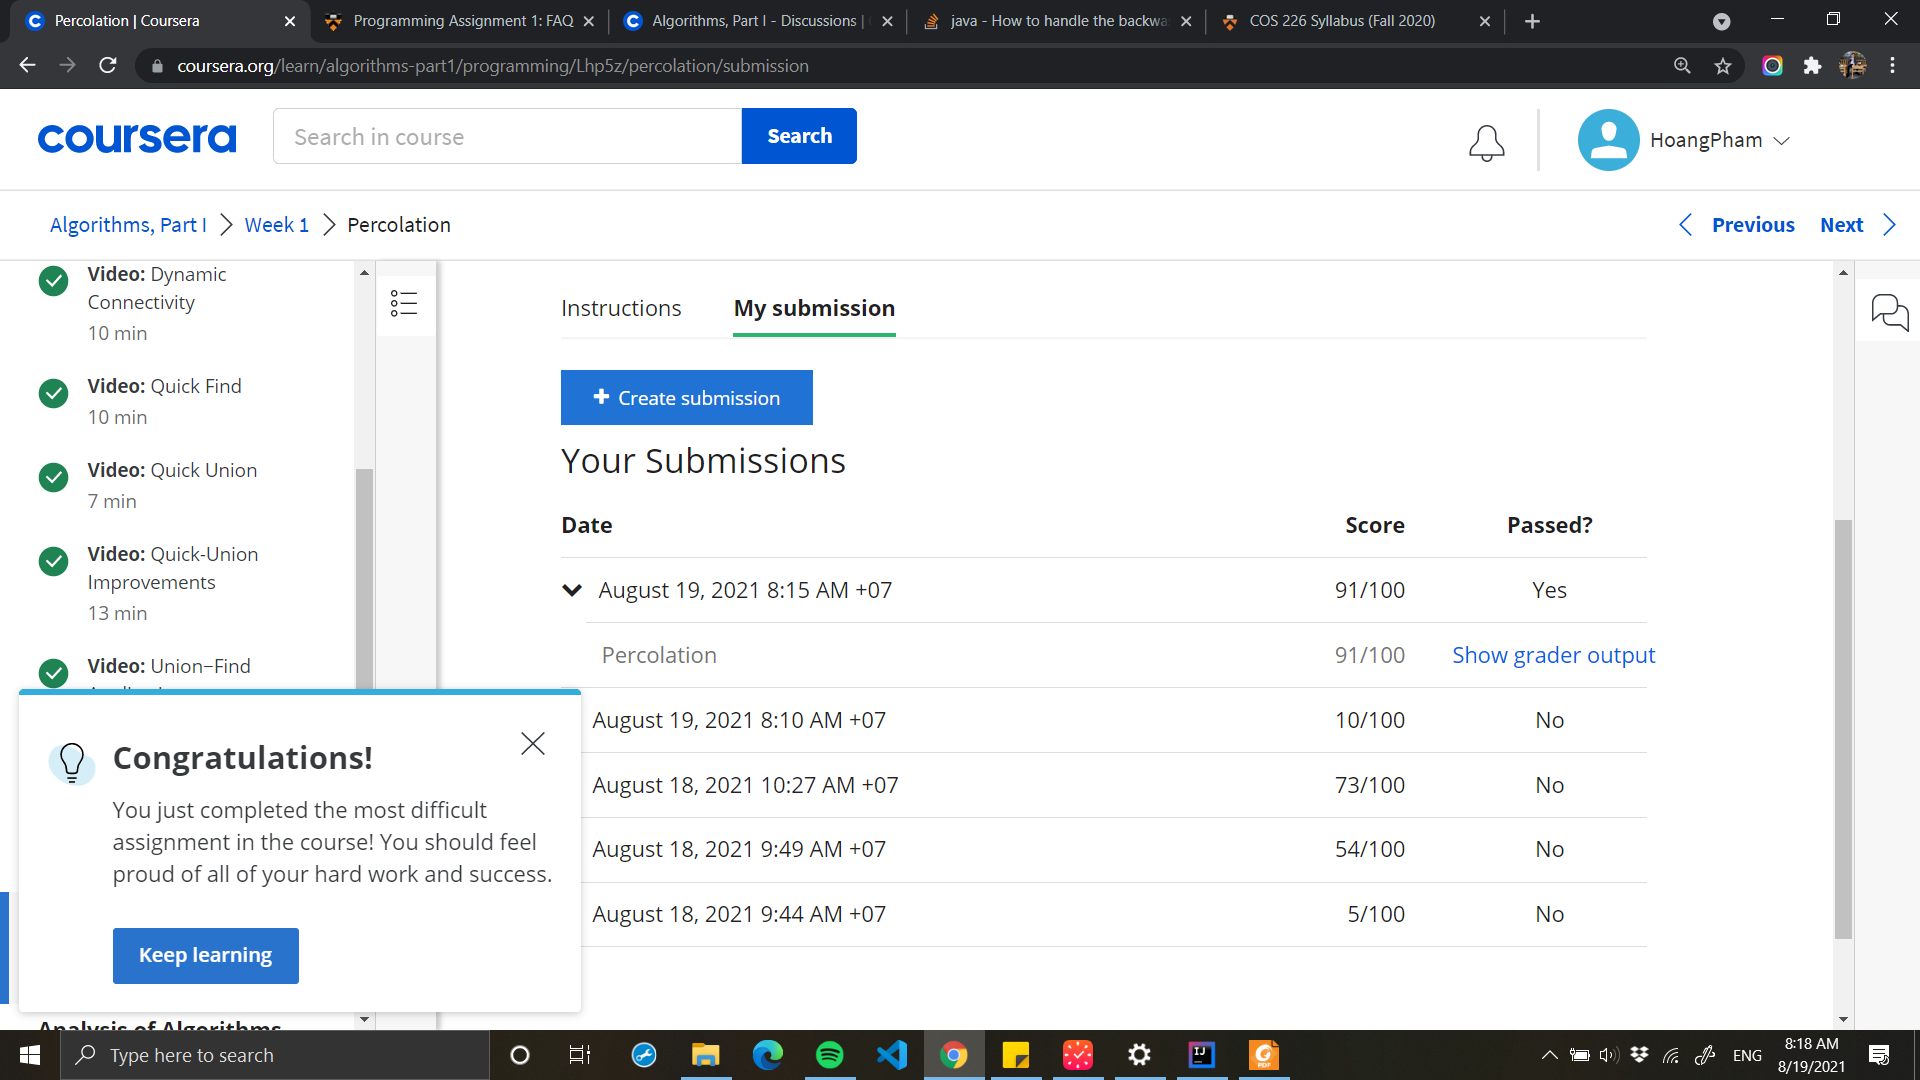 Percolation | Coursera
Programming Assignment 1: FAQ
Algorithms, Part I - Discussions |
java - How to handle the backwa
COS 226 Syllabus (Fall 2020)
coursera.org/learn/algorithms-part1/programming/Lhp5z/percolation/submission
coursera
Search in course
Search
HoangPham
Algorithms, Part I
Week 1
Percolation
Previous
Next
Video: Dynamic
Connectivity
10 min
Video: Quick Find
10 min
Video: Quick Union
7 min
Video: Quick-Union
Improvements
13 min
Video: Union−Find
Instructions
My submission
Create submission
Your Submissions
Date Score Passed?
August 19, 2021 8:15 AM +07 91/100 Yes
Percolation 91/100 Show grader output
August 19, 2021 8:10 AM +07 10/100 No
August 18, 2021 10:27 AM +07 73/100 No
August 18, 2021 9:49 AM +07 54/100 No
August 18, 2021 9:44 AM +07 5/100 No
Congratulations!
You just completed the most difficult
assignment in the course! You should feel
proud of all of your hard work and success.
Keep learning
Analysis of Algorithms
Type here to search
IJ
PDF
ENG
8:18 AM
8/19/2021